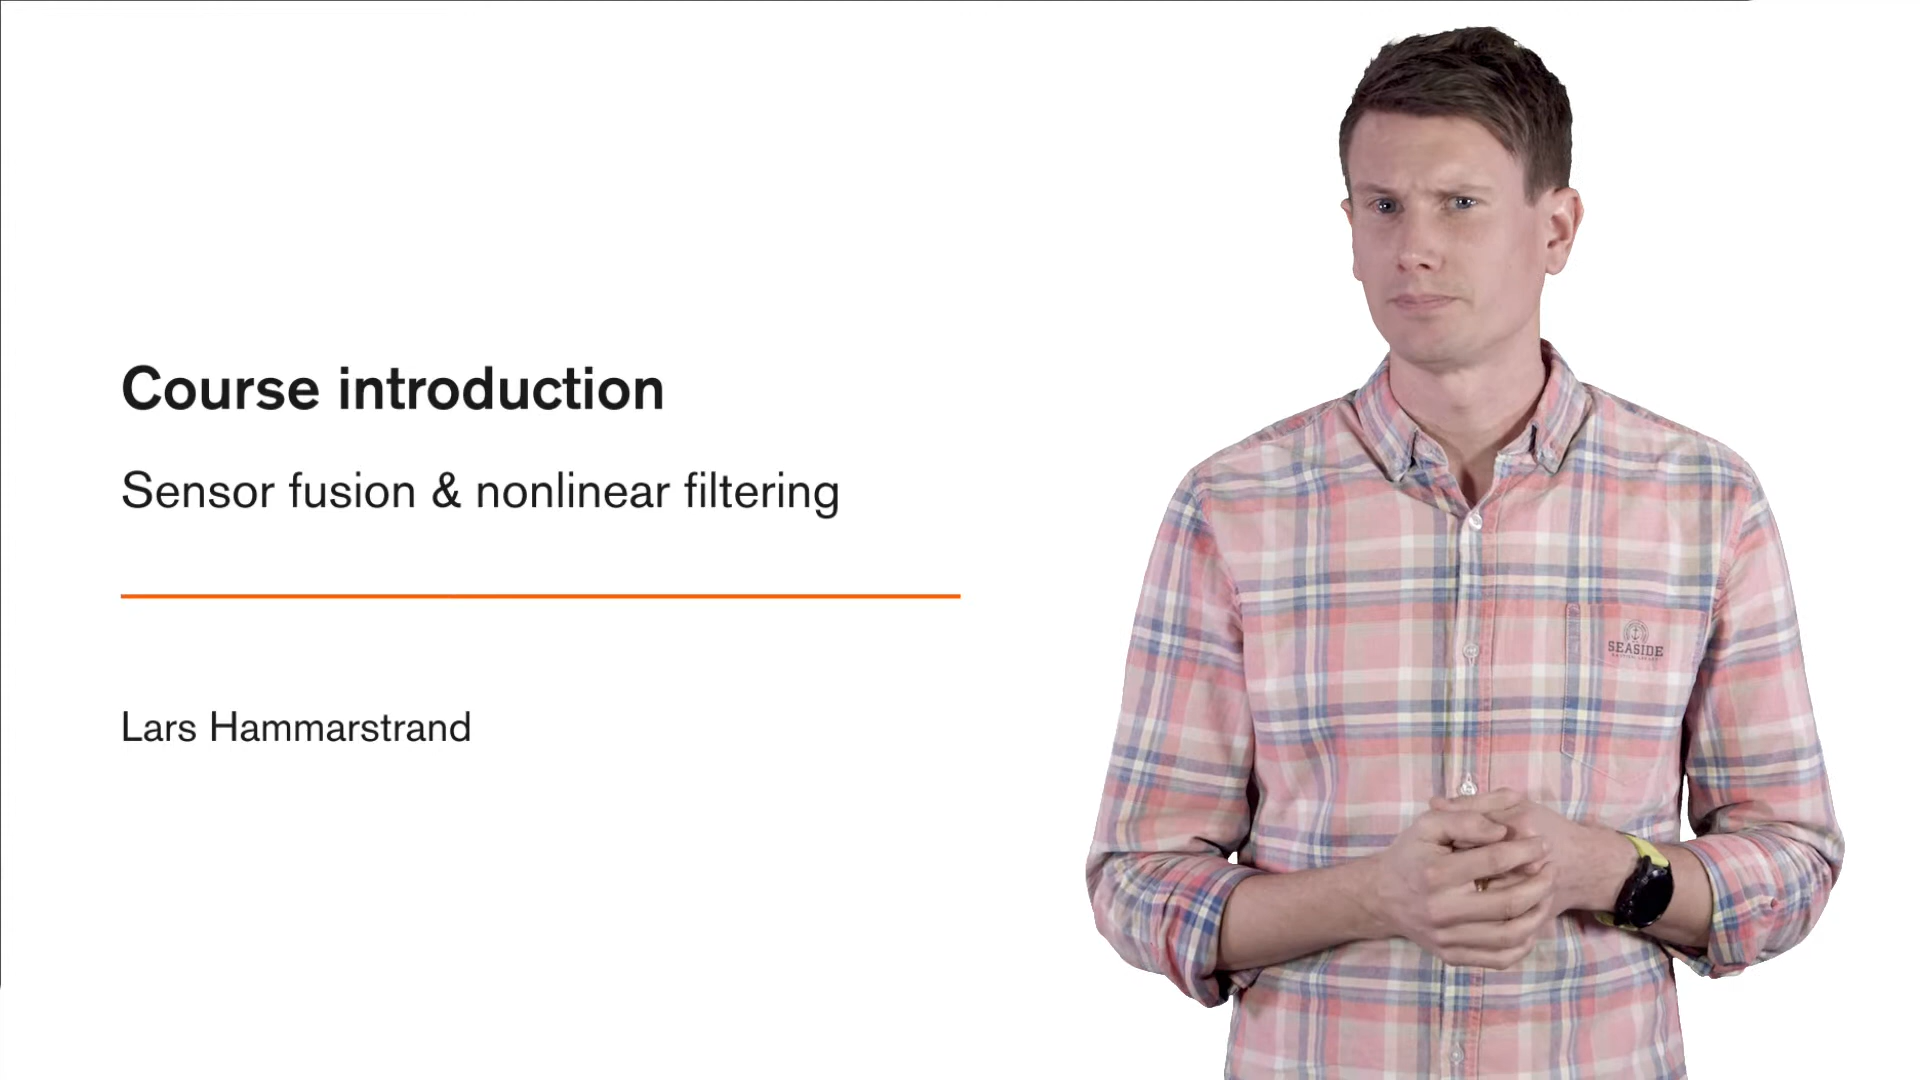 Course introduction
Sensor fusion & nonlinear filtering
Lars Hammarstrand
SEASIDE